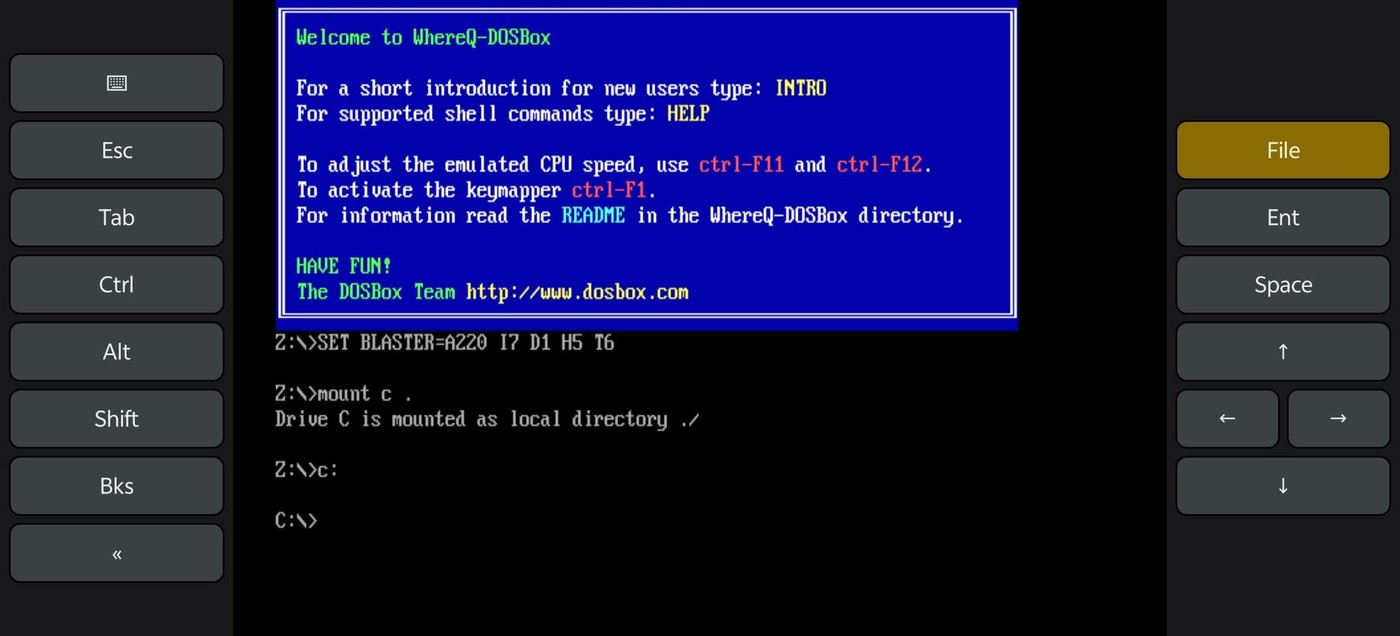 Welcome to WhereQ-DOSBox
For a short introduction for new users type: INTRO
For supported shell commands type: HELP
To adjust the emulated CPU speed, use ctrl-F11 and ctrl-F12.
To activate the keymapper ctrl-F1.
For information read the README in the WhereQ-DOSBox directory.
HAVE FUN!
The DOSBox Team http://www.dosbox.com
Z:\>SET BLASTER=A220 I7 D1 H5 T6
Z:\>mount c .
Drive C is mounted as local directory ./
Z:\>c:
C:\>
Esc
Tab
Ctrl
Alt
Shift
Bks
«
File
Ent
Space
↑
← →
↓